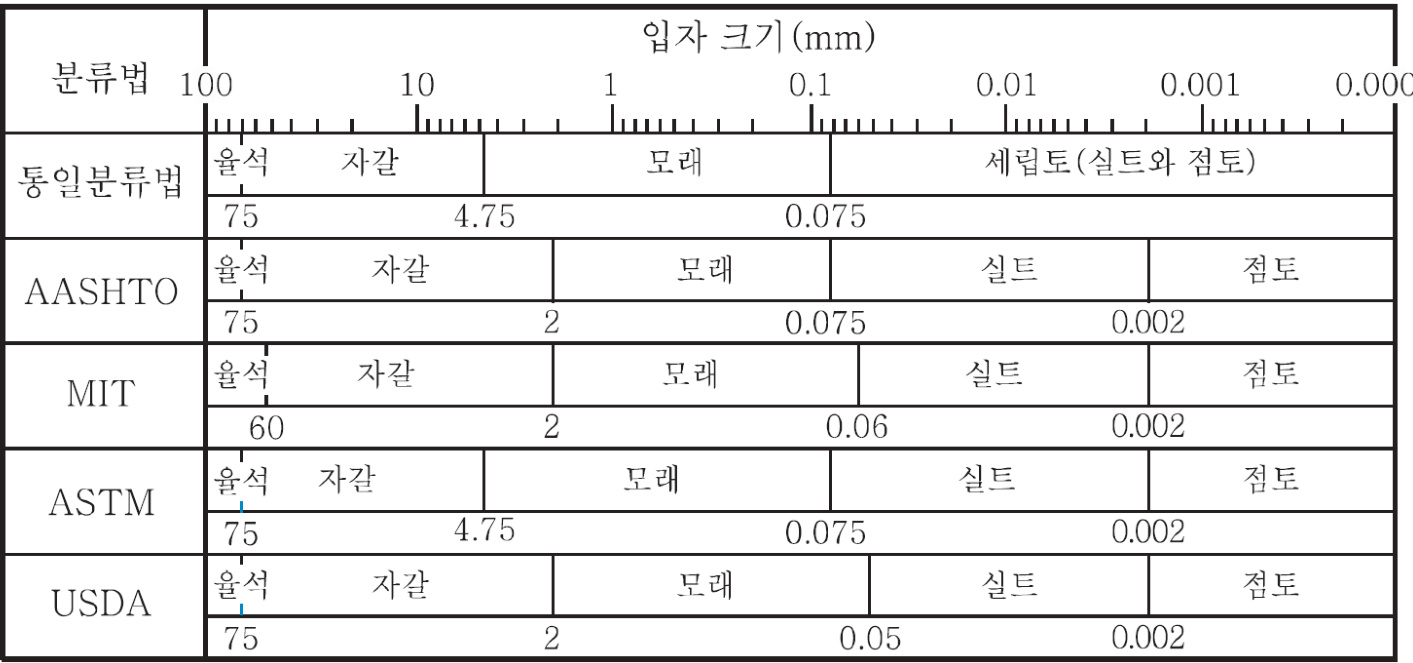 입자 크기(mm)
분류법 100 10 1 0.1 0.01 0.001 0.000
통일분류법 율석 자갈 모래 세립토(실트와 점토)
75 4.75 0.075
AASHTO 율석 자갈 모래 실트 점토
75 2 0.075 0.002
MIT 율석 자갈 모래 실트 점토
60 2 0.06 0.002
ASTM 율석 자갈 모래 실트 점토
75 4.75 0.075 0.002
USDA 율석 자갈 모래 실트 점토
75 2 0.05 0.002